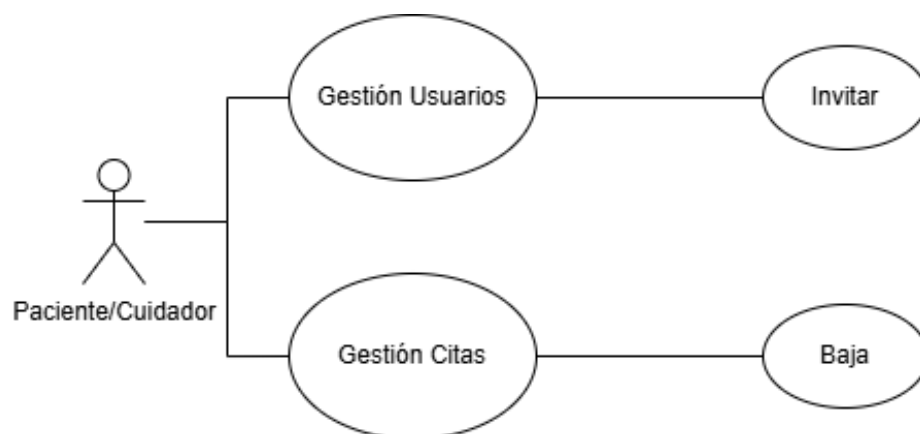 Gestión Usuarios
Invitar
Paciente/Cuidador
Gestión Citas
Baja